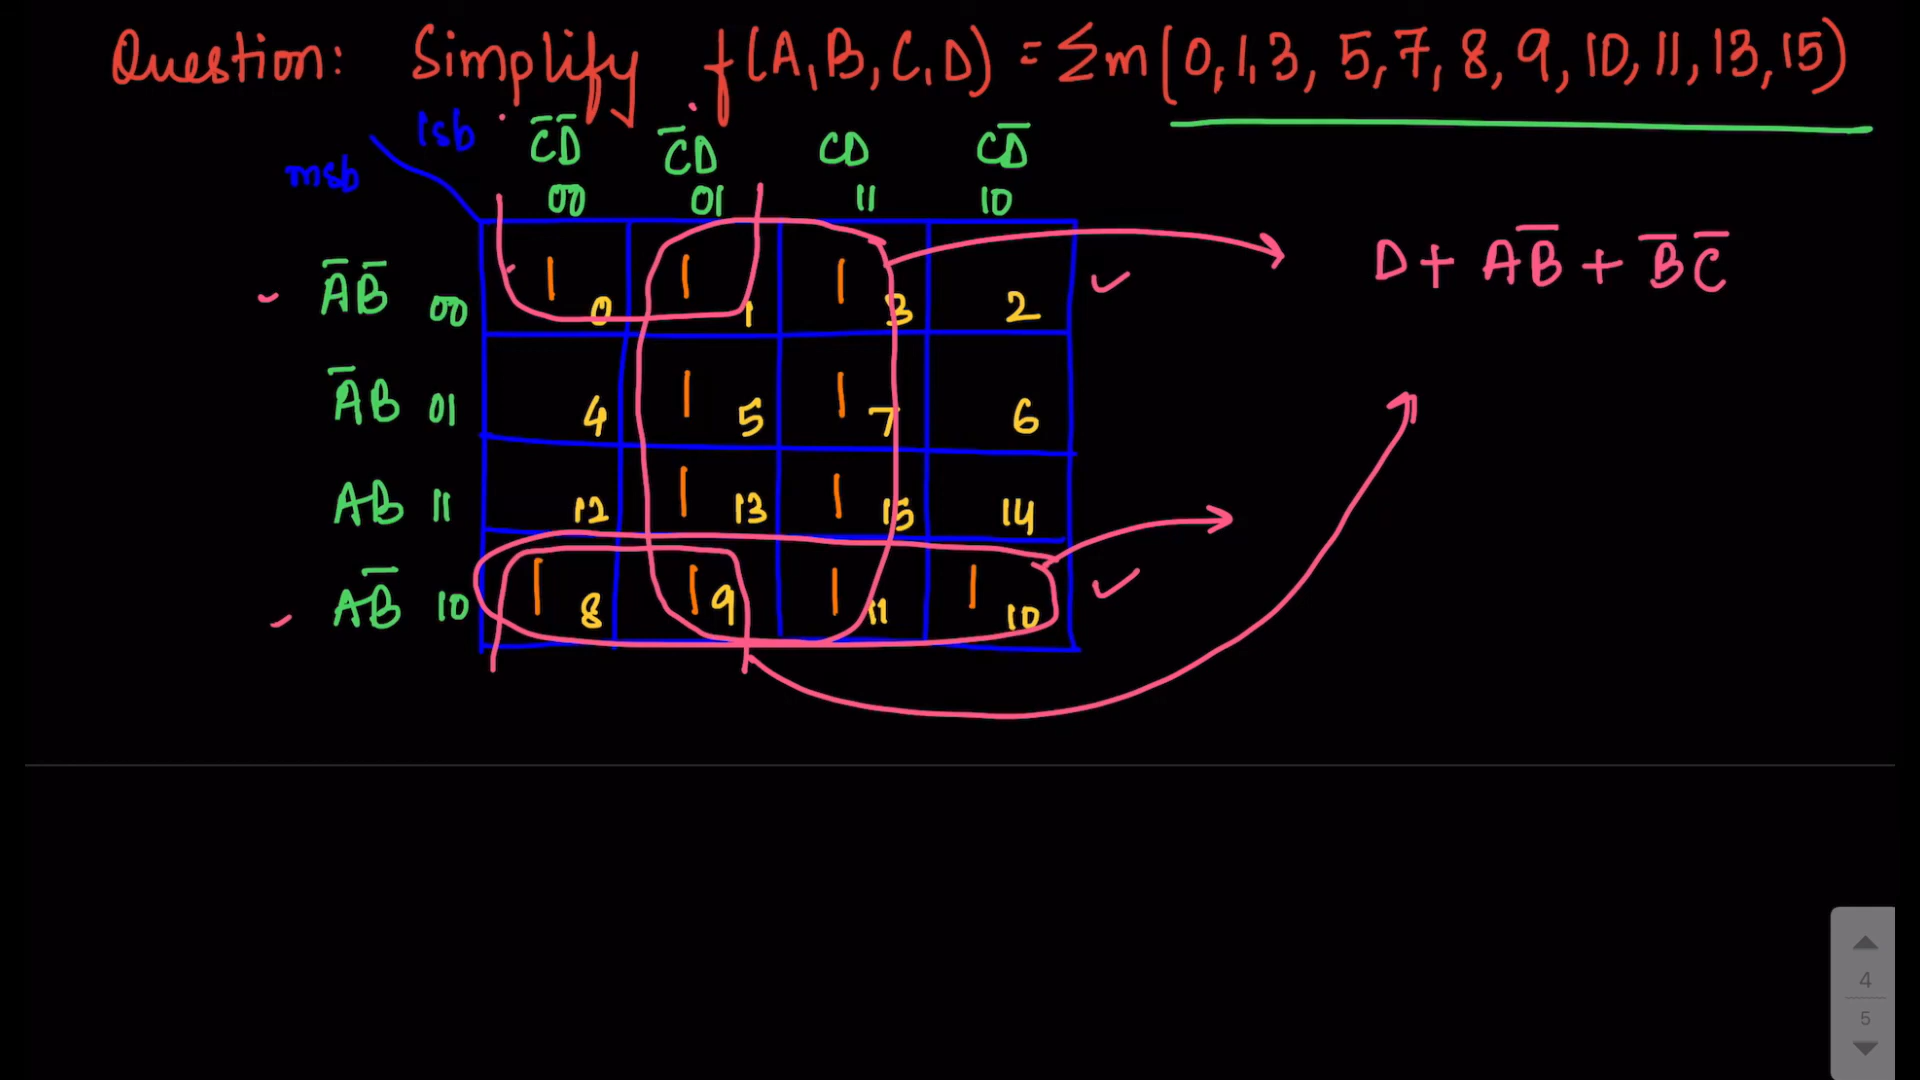 Question: Simplify f(A,B,C,D) = Σm(0,1,3, 5,7, 8, 9, 10, 11, 13, 15)
msb lsb C̅D̅ C̅D CD CD̅
00 01 11 10
A̅B̅ 00 1 0 1 1 1 3 2 D + AB̅ + B̅C̅
A̅B 01 4 1 5 1 7 6
AB 11 12 1 13 1 15 14
AB̅ 10 1 8 1 9 1 11 1 10
4
5